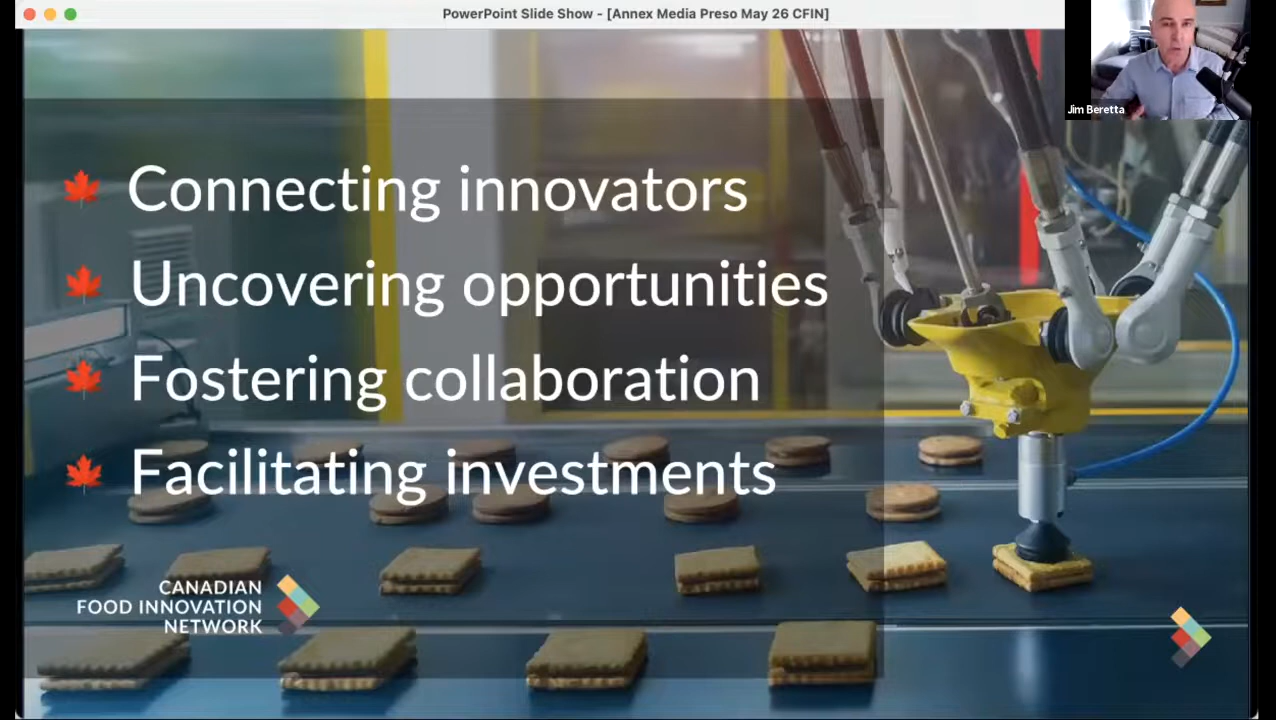 PowerPoint Slide Show - [Annex Media Preso May 26 CFIN]
Jim Beretta
Connecting innovators
Uncovering opportunities
Fostering collaboration
Facilitating investments
CANADIAN
FOOD INNOVATION
NETWORK